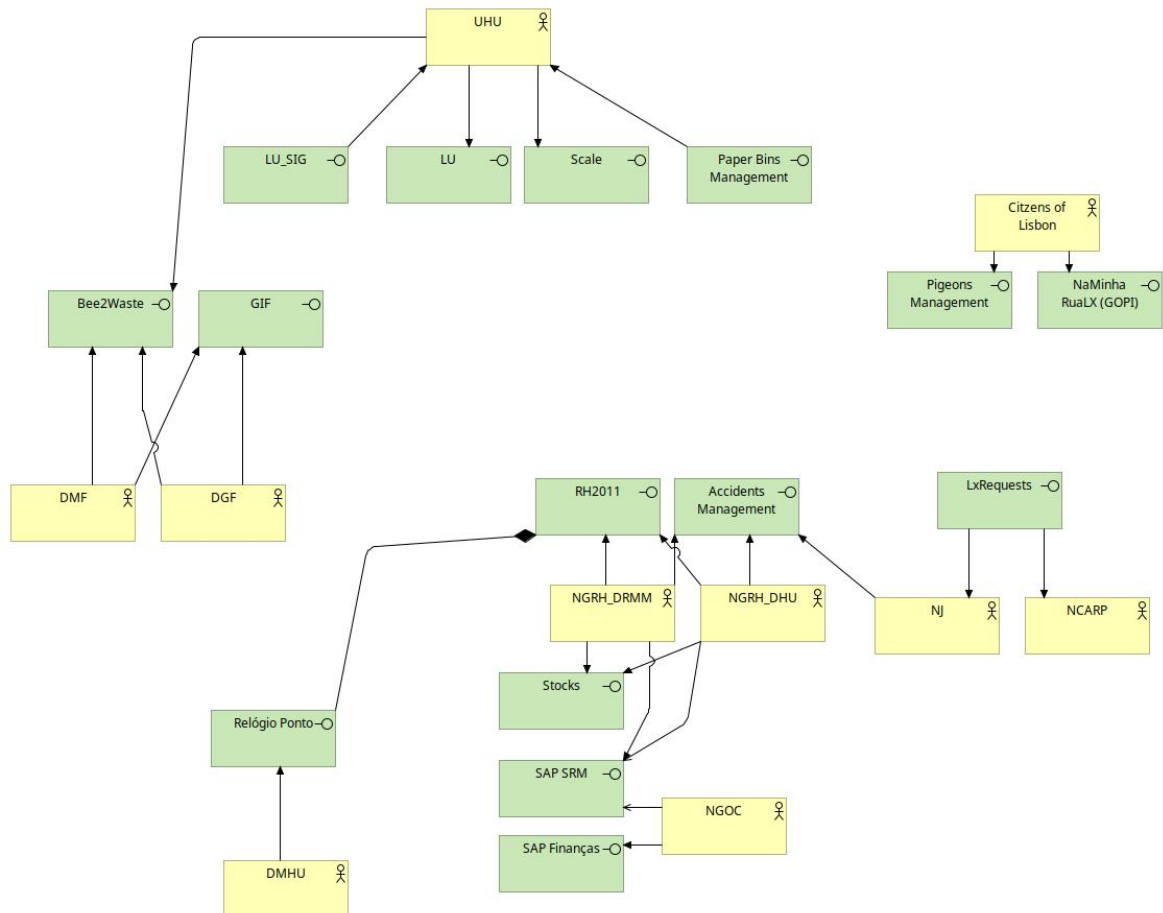 UHU
LU_SIG
LU
Scale
Paper Bins
Management
Citzens of
Lisbon
Pigeons
Management
NaMinha
RuaLX (GOPI)
Bee2Waste
GIF
DMF
DGF
RH2011
Accidents
Management
LxRequests
NGRH_DRMM
NGRH_DHU
NJ
NCARP
Stocks
Relógio Ponto
SAP SRM
NGOC
SAP Finanças
DMHU